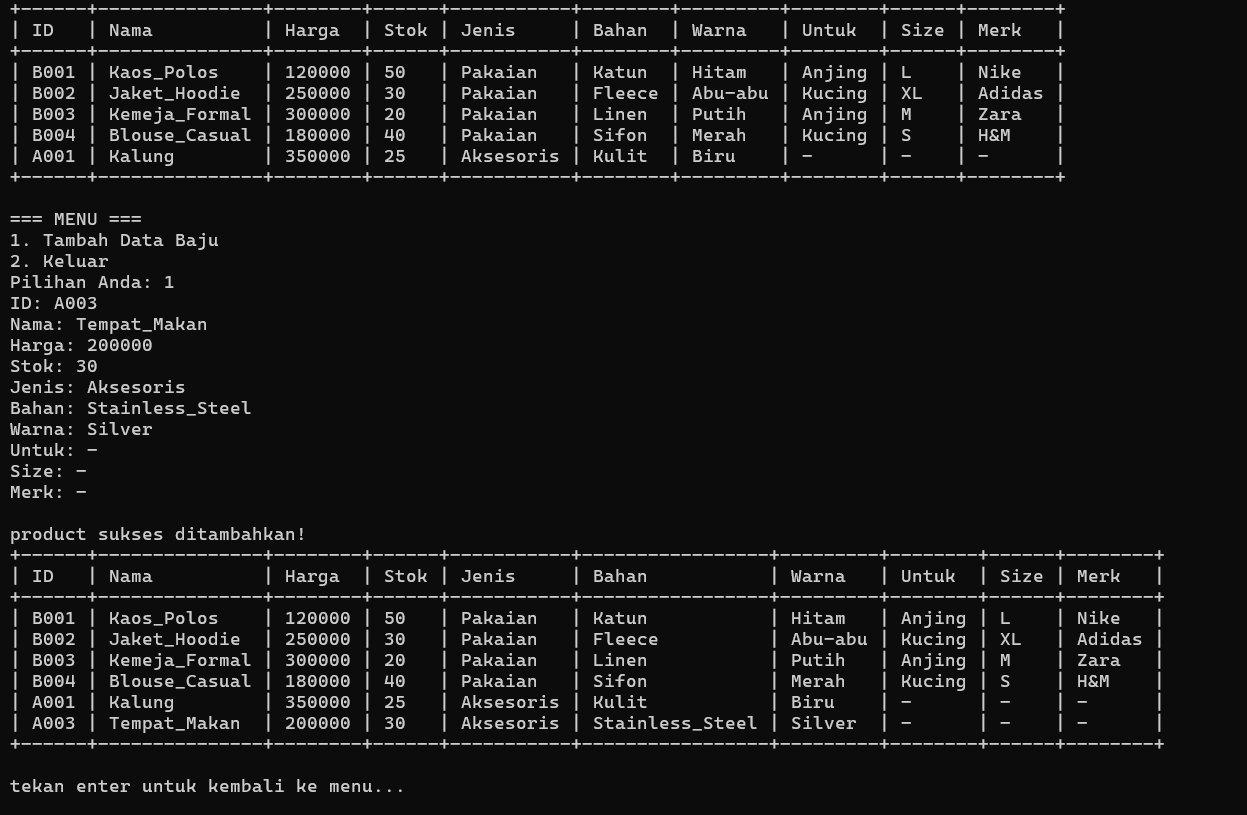 +------+---------------+--------+------+-----------+--------+---------+--------+------+--------+
| ID   | Nama          | Harga  | Stok | Jenis     | Bahan  | Warna   | Untuk  | Size | Merk   |
+------+---------------+--------+------+-----------+--------+---------+--------+------+--------+
| B001 | Kaos_Polos    | 120000 | 50   | Pakaian   | Katun  | Hitam   | Anjing | L    | Nike   |
| B002 | Jaket_Hoodie  | 250000 | 30   | Pakaian   | Fleece | Abu-abu | Kucing | XL   | Adidas |
| B003 | Kemeja_Formal | 300000 | 20   | Pakaian   | Linen  | Putih   | Anjing | M    | Zara   |
| B004 | Blouse_Casual | 180000 | 40   | Pakaian   | Sifon  | Merah   | Kucing | S    | H&M    |
| A001 | Kalung        | 350000 | 25   | Aksesoris | Kulit  | Biru    | -      | -    | -      |
+------+---------------+--------+------+-----------+--------+---------+--------+------+--------+
=== MENU ===
1. Tambah Data Baju
2. Keluar
Pilihan Anda: 1
ID: A003
Nama: Tempat_Makan
Harga: 200000
Stok: 30
Jenis: Aksesoris
Bahan: Stainless_Steel
Warna: Silver
Untuk: -
Size: -
Merk: -
product sukses ditambahkan!
+------+---------------+--------+------+-----------+-----------------+---------+--------+------+--------+
| ID   | Nama          | Harga  | Stok | Jenis     | Bahan           | Warna   | Untuk  | Size | Merk   |
+------+---------------+--------+------+-----------+-----------------+---------+--------+------+--------+
| B001 | Kaos_Polos    | 120000 | 50   | Pakaian   | Katun           | Hitam   | Anjing | L    | Nike   |
| B002 | Jaket_Hoodie  | 250000 | 30   | Pakaian   | Fleece          | Abu-abu | Kucing | XL   | Adidas |
| B003 | Kemeja_Formal | 300000 | 20   | Pakaian   | Linen           | Putih   | Anjing | M    | Zara   |
| B004 | Blouse_Casual | 180000 | 40   | Pakaian   | Sifon           | Merah   | Kucing | S    | H&M    |
| A001 | Kalung        | 350000 | 25   | Aksesoris | Kulit           | Biru    | -      | -    | -      |
| A003 | Tempat_Makan  | 200000 | 30   | Aksesoris | Stainless_Steel | Silver  | -      | -    | -      |
+------+---------------+--------+------+-----------+-----------------+---------+--------+------+--------+
tekan enter untuk kembali ke menu...